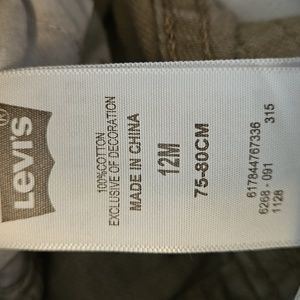 LEVI'S
100%COTTON
EXCLUSIVE OF DECORATION
MADE IN CHINA
12M
75-80CM
617844767336 315
6268 - 091
1128